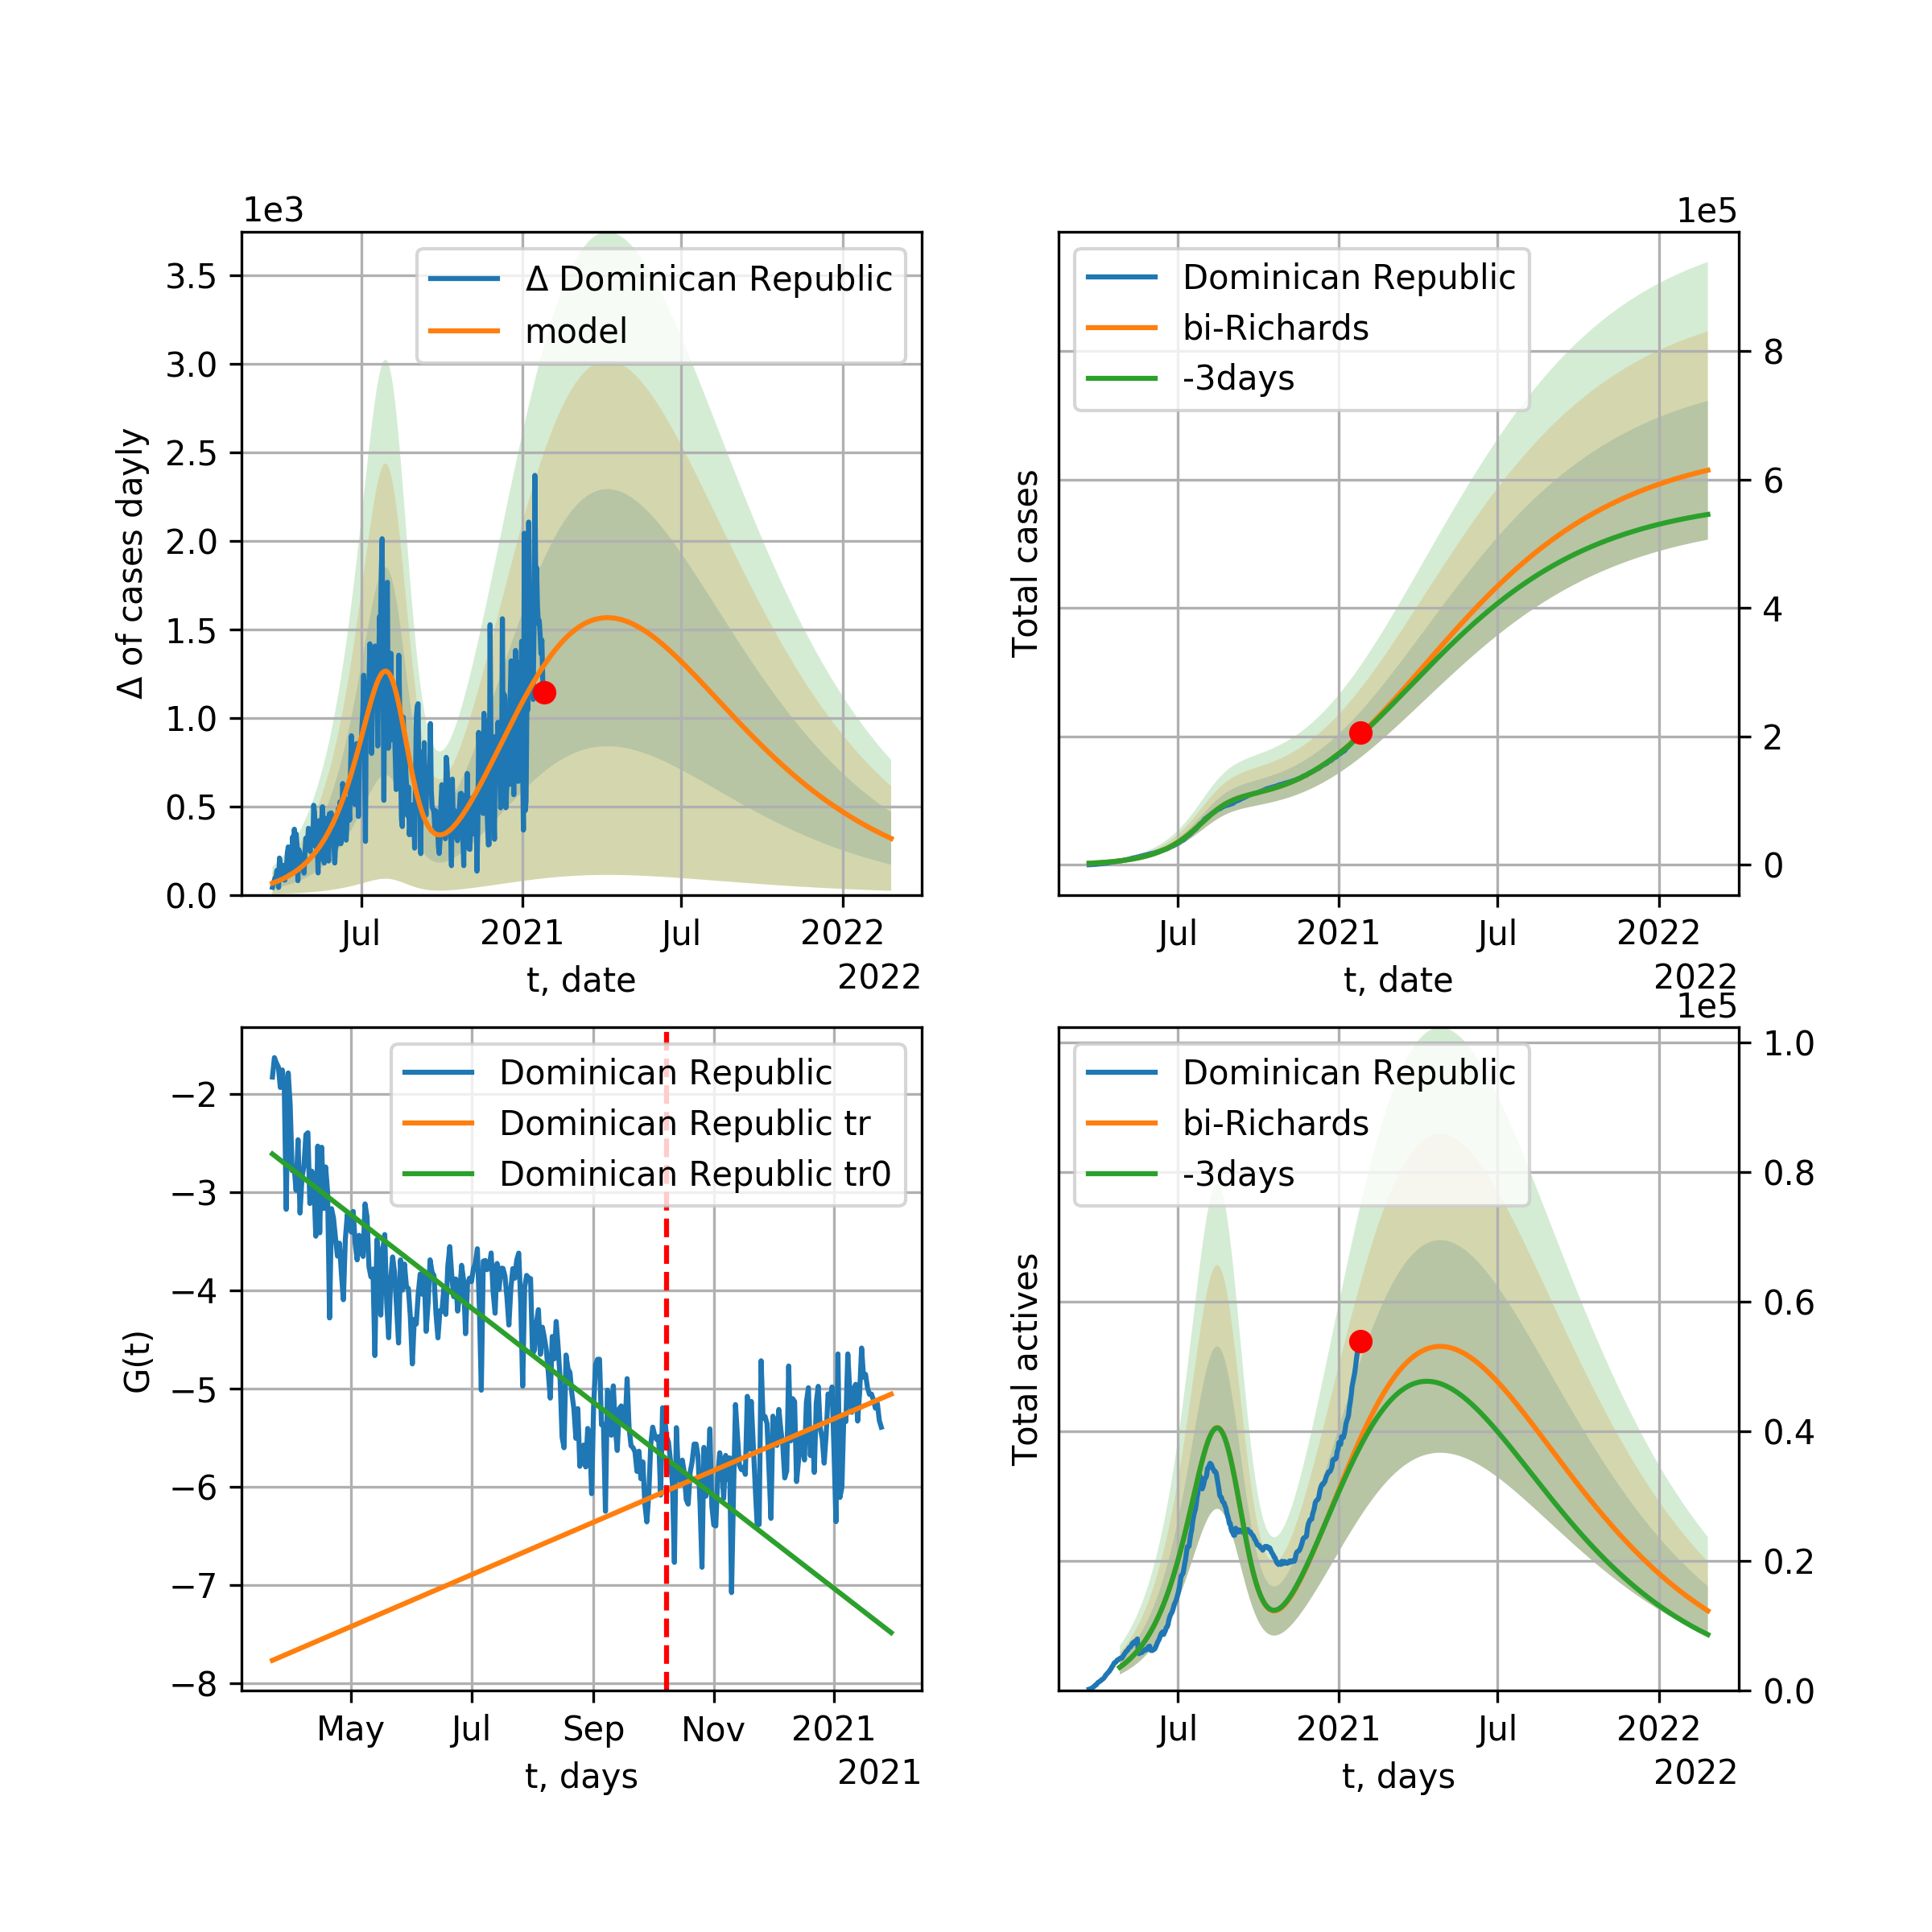 1e3
Δ of cases dayly
3.5
3.0
2.5
2.0
1.5
1.0
0.5
0.0
Δ Dominican Republic
model
Jul
2021
Jul
2022
t, date
2022
1e5
Total cases
Dominican Republic
bi-Richards
-3days
8
6
4
2
0
Jul
2021
Jul
2022
t, date
2022
G(t)
−2
−3
−4
−5
−6
−7
−8
Dominican Republic
Dominican Republic tr
Dominican Republic tr0
May
Jul
Sep
Nov
2021
t, days
2021
1e5
Total actives
Dominican Republic
bi-Richards
-3days
1.0
0.8
0.6
0.4
0.2
0.0
Jul
2021
Jul
2022
t, days
2022